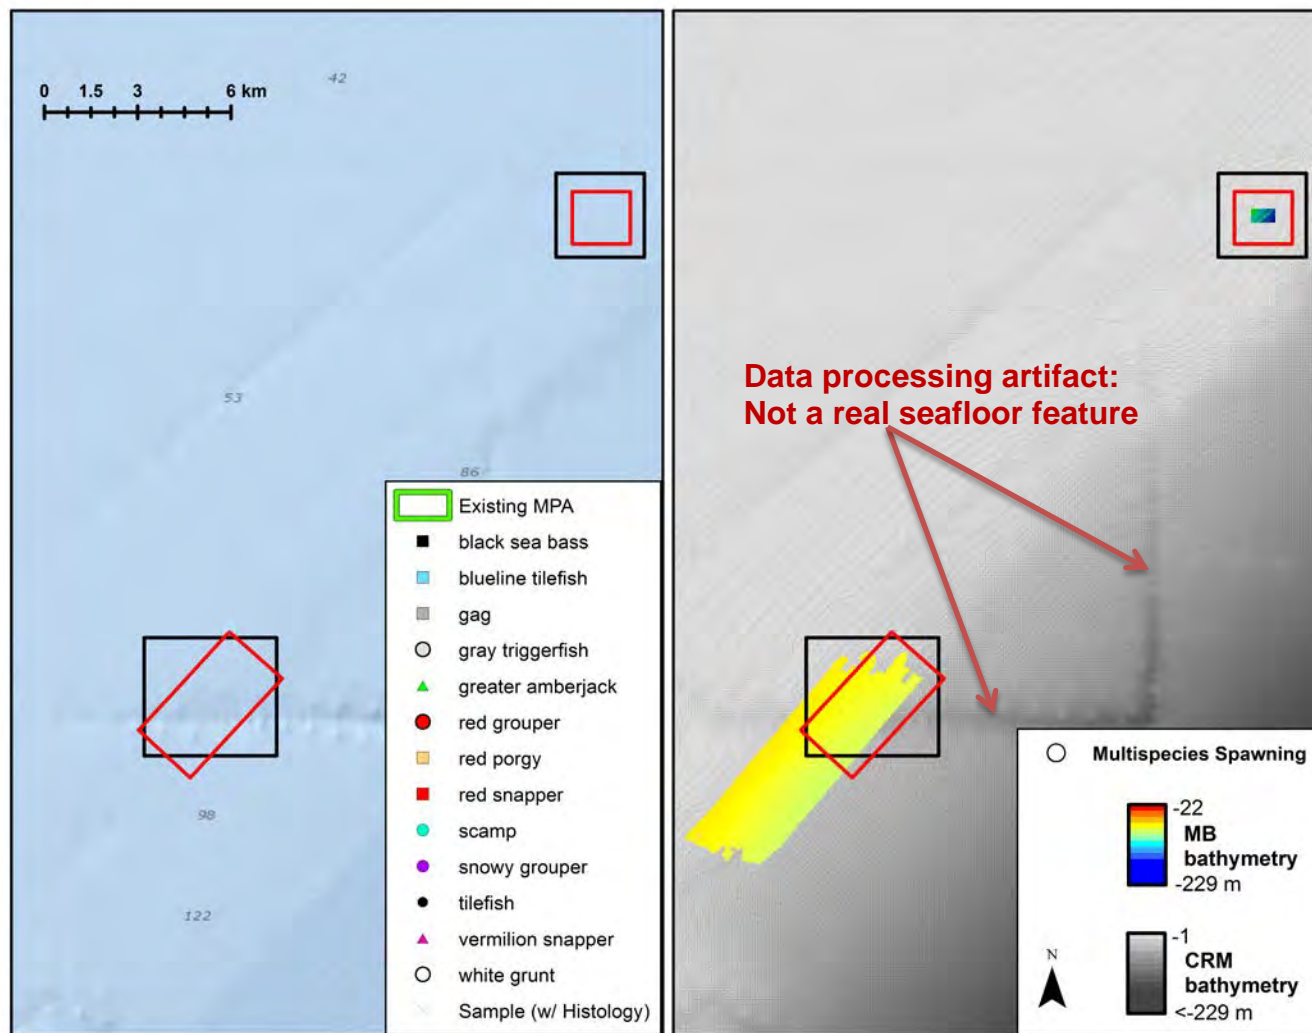 0 1.5 3 6 km
42
53
86
98
122
Existing MPA
black sea bass
blueline tilefish
gag
gray triggerfish
greater amberjack
red grouper
red porgy
red snapper
scamp
snowy grouper
tilefish
vermilion snapper
white grunt
Sample (w/ Histology)
Data processing artifact:
Not a real seafloor feature
Multispecies Spawning
-22
MB
bathymetry
-229 m
N
-1
CRM
bathymetry
<-229 m